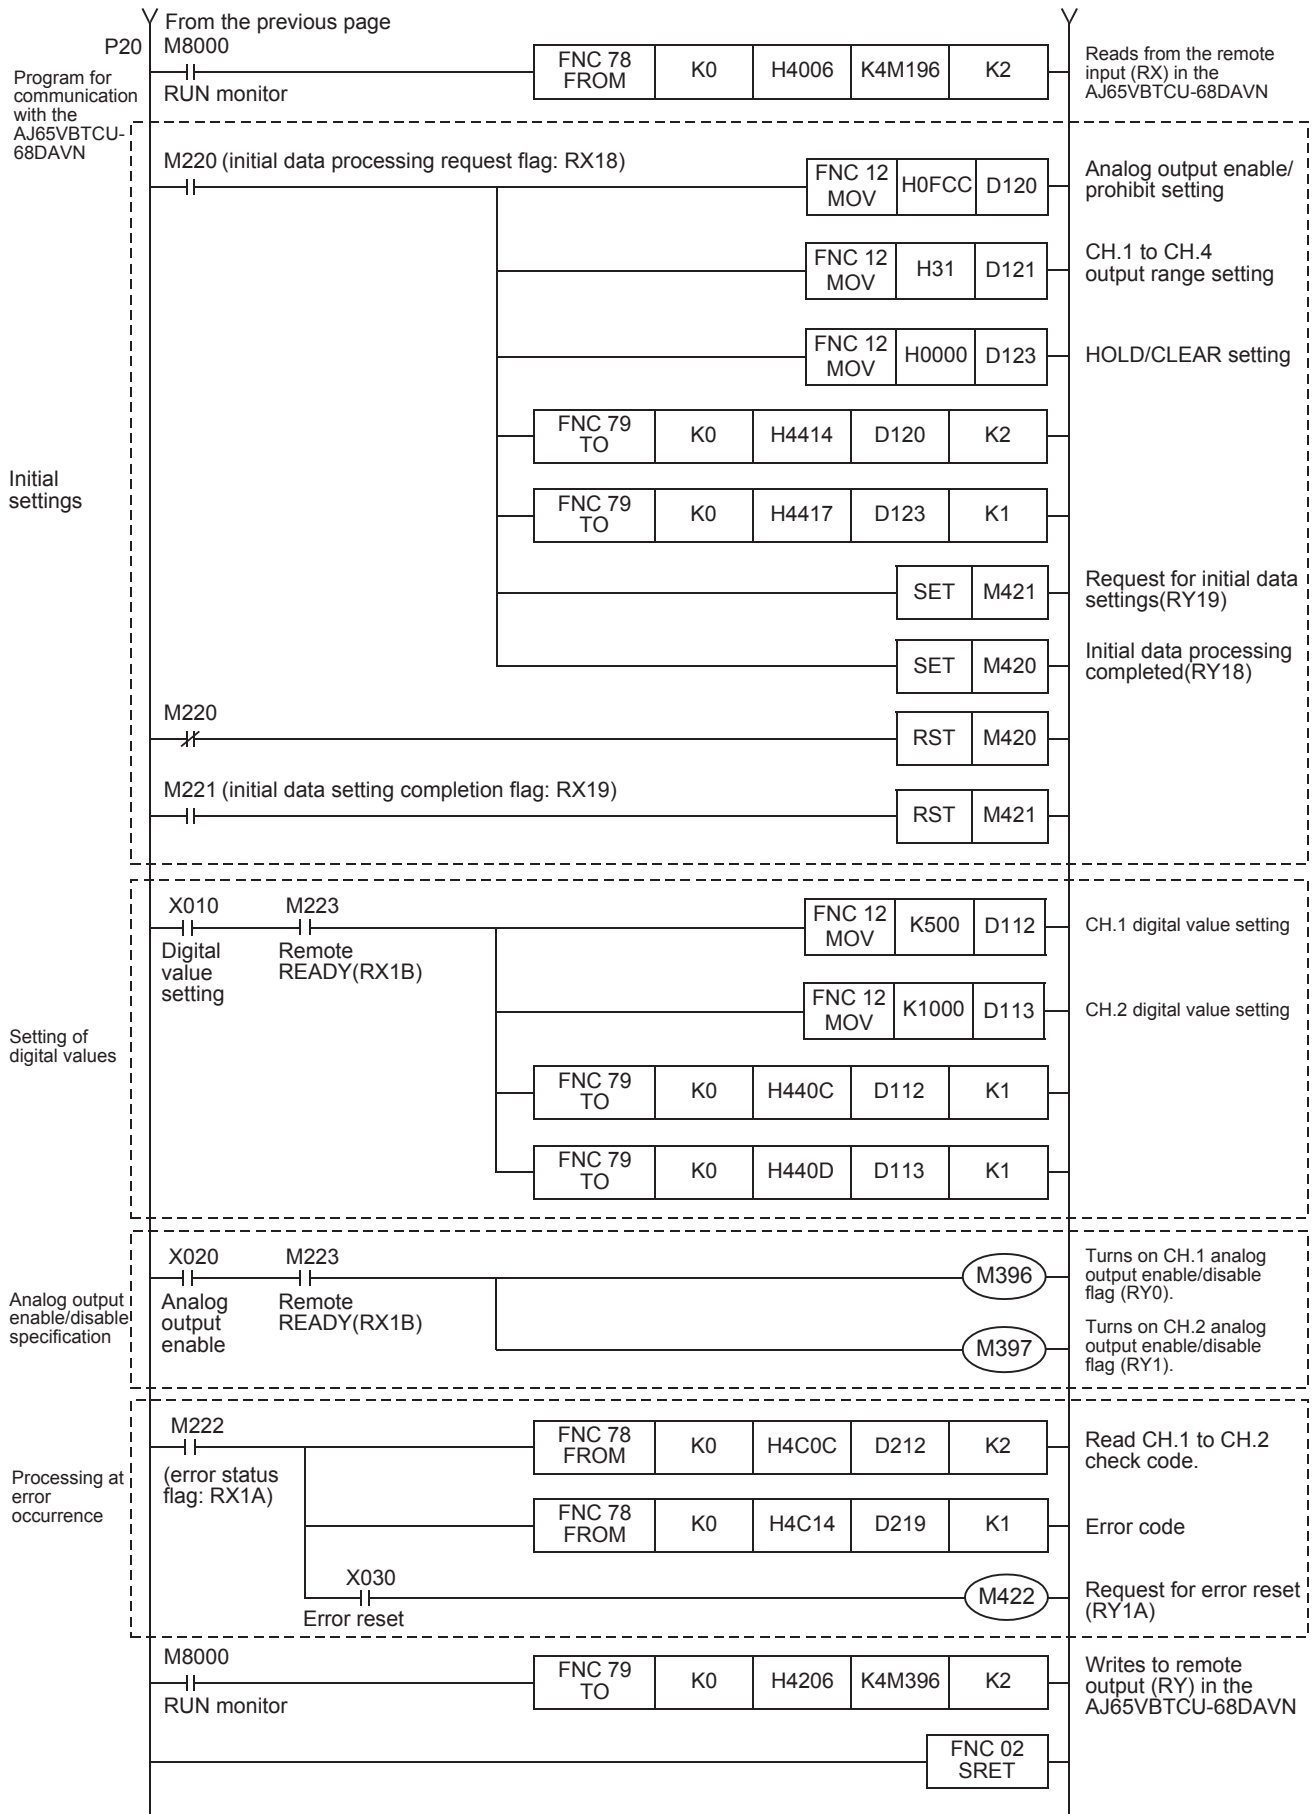 From the previous page
P20
M8000
RUN monitor
FNC 78
FROM
K0
H4006
K4M196
K2
Reads from the remote
input (RX) in the
AJ65VBTCU-68DAVN
Program for
communication
with the
AJ65VBTCU-
68DAVN
M220 (initial data processing request flag: RX18)
FNC 12
MOV
H0FCC
D120
Analog output enable/
prohibit setting
FNC 12
MOV
H31
D121
CH.1 to CH.4
output range setting
FNC 12
MOV
H0000
D123
HOLD/CLEAR setting
FNC 79
TO
K0
H4414
D120
K2
Initial
settings
FNC 79
TO
K0
H4417
D123
K1
SET
M421
Request for initial data
settings(RY19)
SET
M420
Initial data processing
completed(RY18)
M220
RST
M420
M221 (initial data setting completion flag: RX19)
RST
M421
X010
Digital
value
setting
M223
Remote
READY(RX1B)
FNC 12
MOV
K500
D112
CH.1 digital value setting
FNC 12
MOV
K1000
D113
CH.2 digital value setting
Setting of
digital values
FNC 79
TO
K0
H440C
D112
K1
FNC 79
TO
K0
H440D
D113
K1
X020
Analog
output
enable
M223
Remote
READY(RX1B)
M396
Turns on CH.1 analog
output enable/disable
flag (RY0).
Analog output
enable/disable
specification
M397
Turns on CH.2 analog
output enable/disable
flag (RY1).
M222
(error status
flag: RX1A)
FNC 78
FROM
K0
H4C0C
D212
K2
Read CH.1 to CH.2
check code.
Processing at
error
occurrence
FNC 78
FROM
K0
H4C14
D219
K1
Error code
X030
Error reset
M422
Request for error reset
(RY1A)
M8000
RUN monitor
FNC 79
TO
K0
H4206
K4M396
K2
Writes to remote
output (RY) in the
AJ65VBTCU-68DAVN
FNC 02
SRET